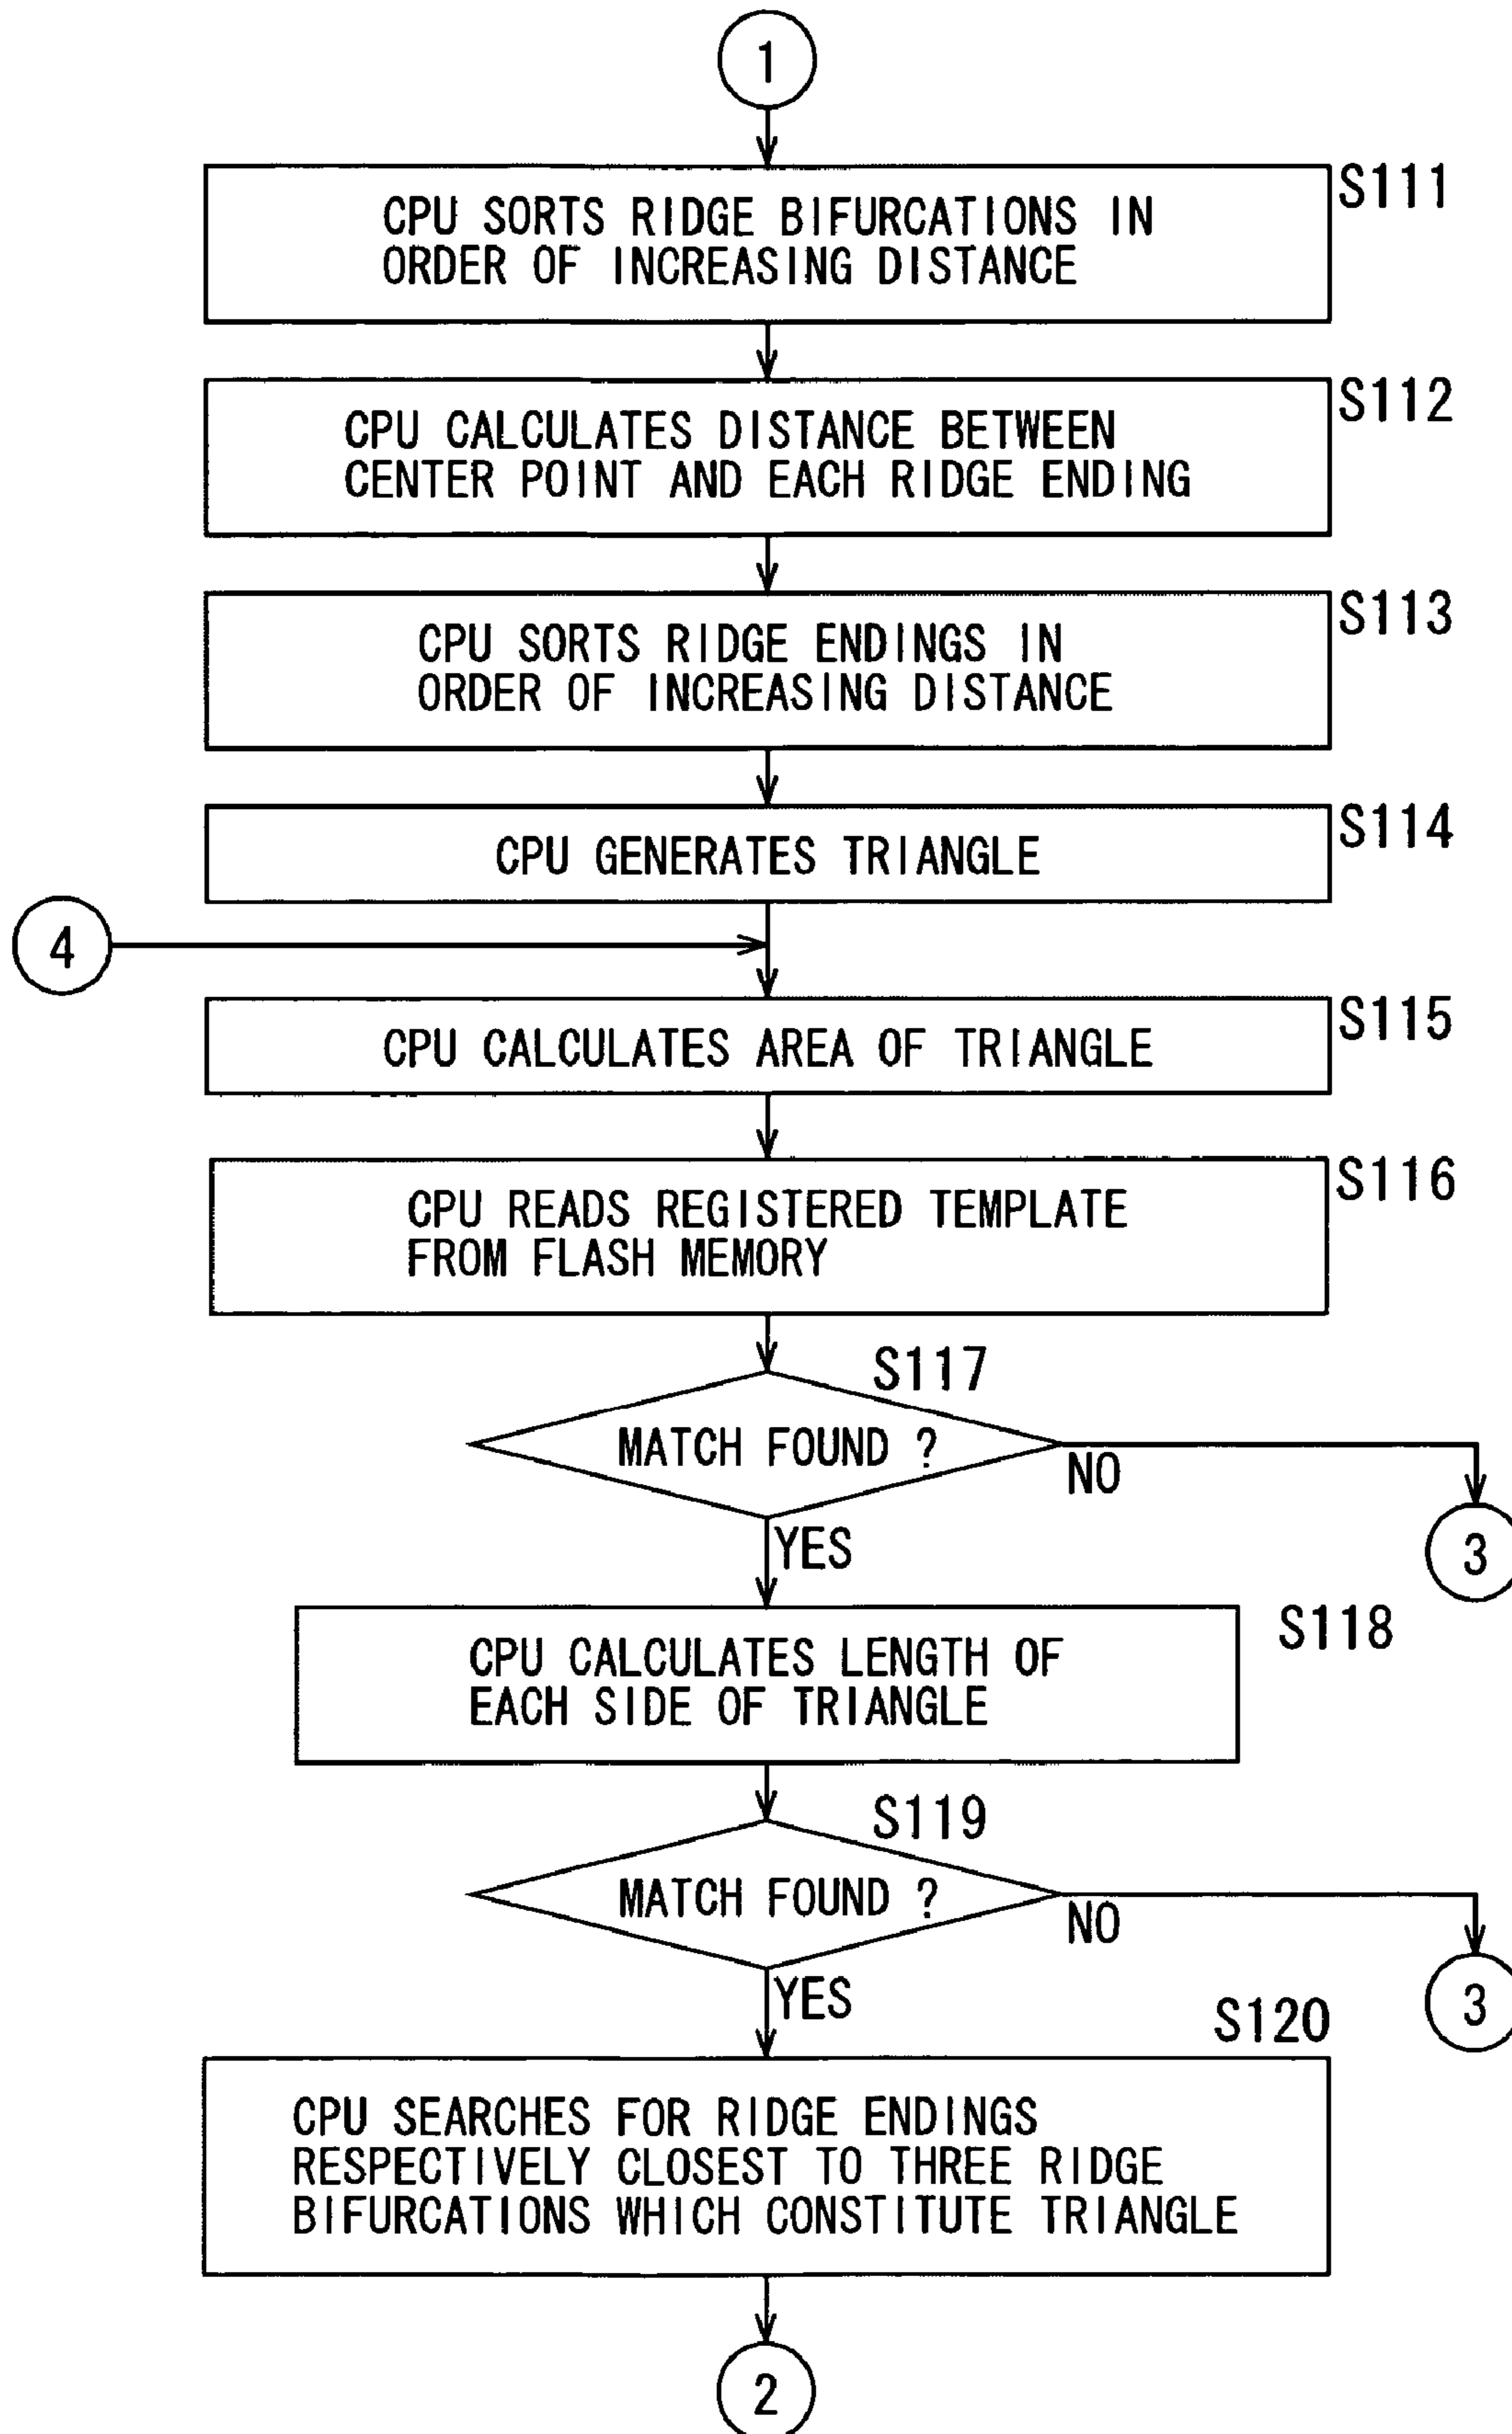 1
S111
CPU SORTS RIDGE BIFURCATIONS IN
ORDER OF INCREASING DISTANCE
S112
CPU CALCULATES DISTANCE BETWEEN
CENTER POINT AND EACH RIDGE ENDING
S113
CPU SORTS RIDGE ENDINGS IN
ORDER OF INCREASING DISTANCE
S114
CPU GENERATES TRIANGLE
4
S115
CPU CALCULATES AREA OF TRIANGLE
S116
CPU READS REGISTERED TEMPLATE
FROM FLASH MEMORY
S117
MATCH FOUND ?
NO
YES
3
S118
CPU CALCULATES LENGTH OF
EACH SIDE OF TRIANGLE
S119
MATCH FOUND ?
NO
YES
3
S120
CPU SEARCHES FOR RIDGE ENDINGS
RESPECTIVELY CLOSEST TO THREE RIDGE
BIFURCATIONS WHICH CONSTITUTE TRIANGLE
2